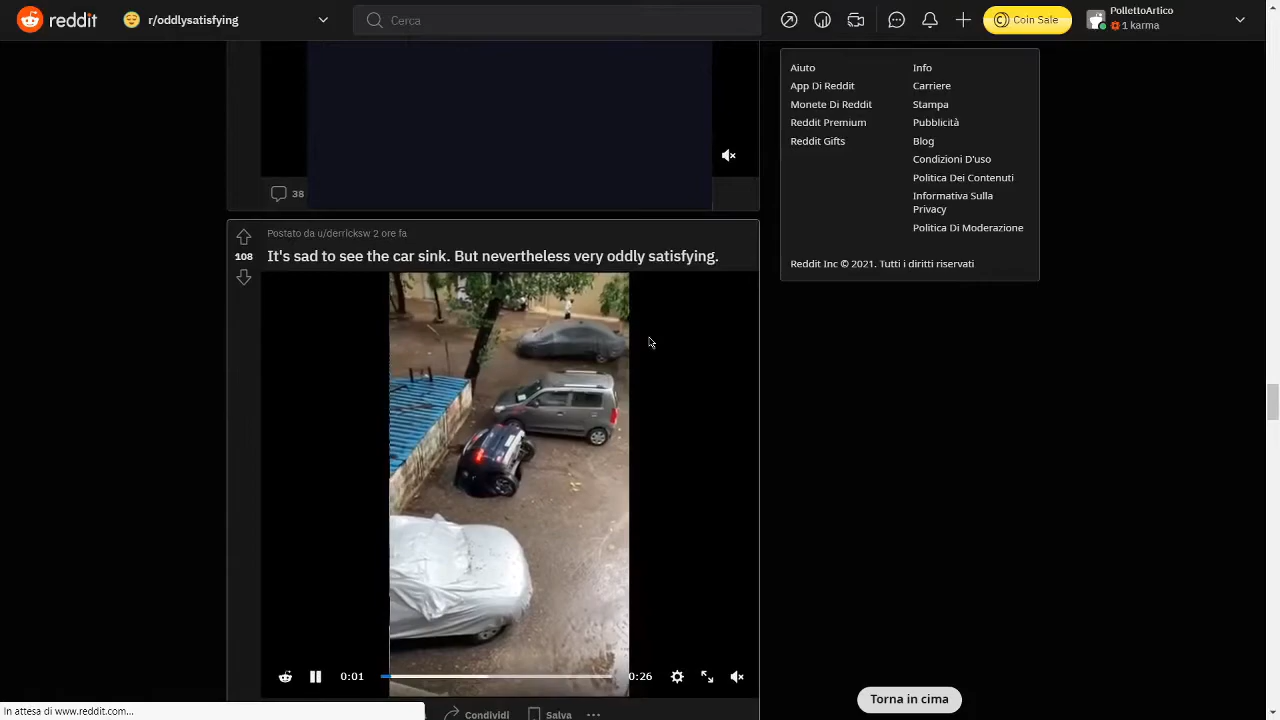 reddit r/oddlysatisfying Cerca Coin Sale PollettoArtico
1 karma
38
Postato da u/derricksw 2 ore fa
108
It's sad to see the car sink. But nevertheless very oddly satisfying.
0:01 0:26
Condividi Salva
Aiuto
App Di Reddit
Monete Di Reddit
Reddit Premium
Reddit Gifts
Info
Carriere
Stampa
Pubblicità
Blog
Condizioni D'uso
Politica Dei Contenuti
Informativa Sulla
Privacy
Politica Di Moderazione
Reddit Inc © 2021. Tutti i diritti riservati
Torna in cima
In attesa di www.reddit.com...